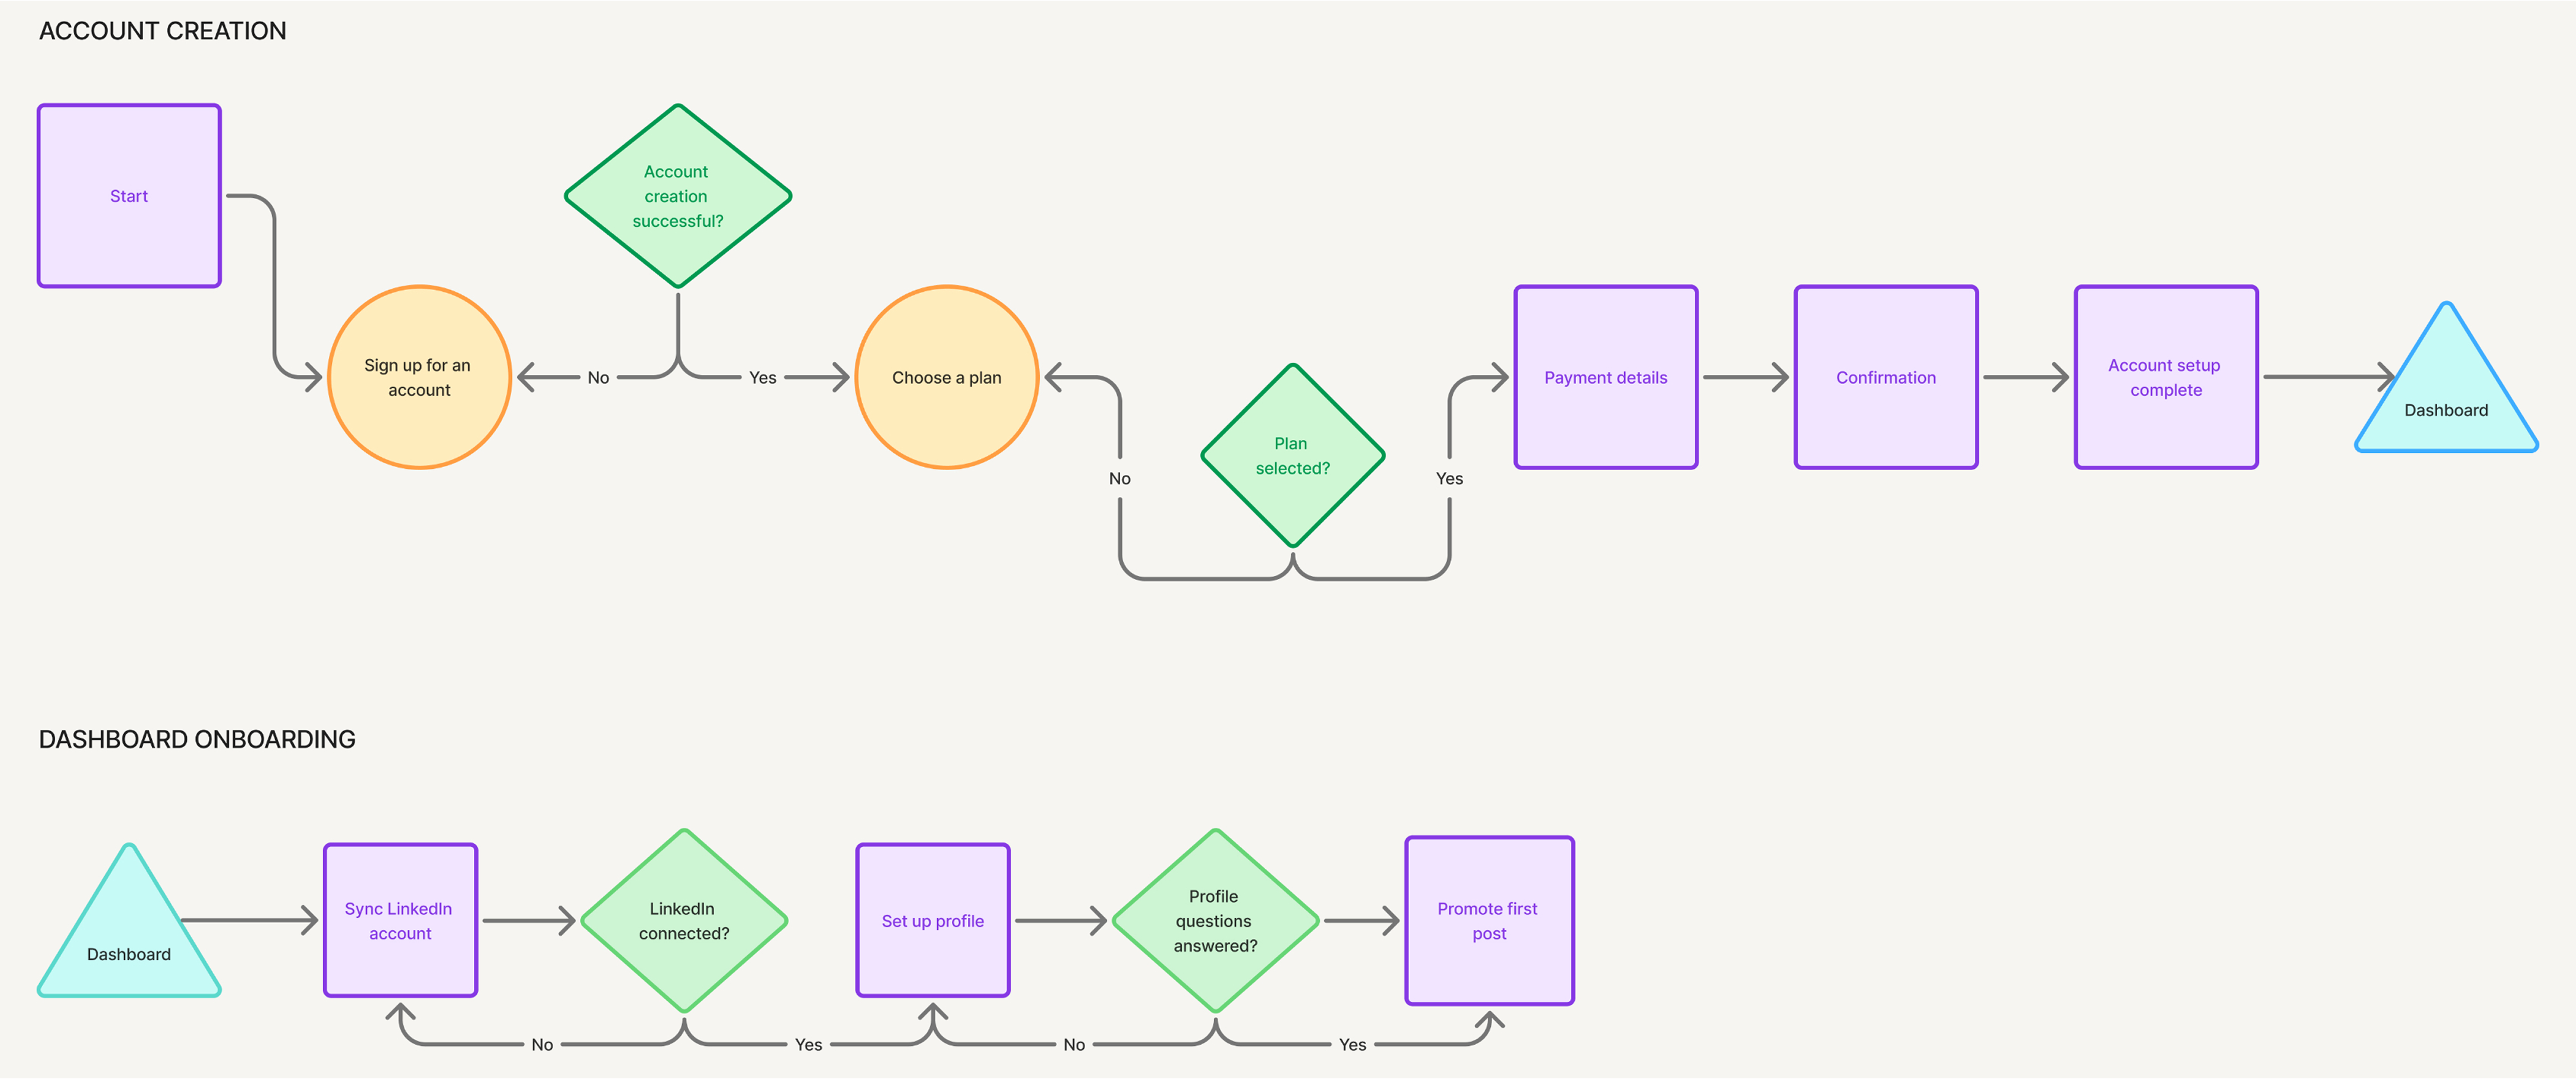 ACCOUNT CREATION
Start
Account
creation
successful?
Sign up for an
account
No
Yes
Choose a plan
No
Plan
selected?
Yes
Payment details
Confirmation
Account setup
complete
Dashboard
DASHBOARD ONBOARDING
Dashboard
Sync LinkedIn
account
LinkedIn
connected?
Set up profile
Profile
questions
answered?
Promote first
post
No
Yes
No
Yes